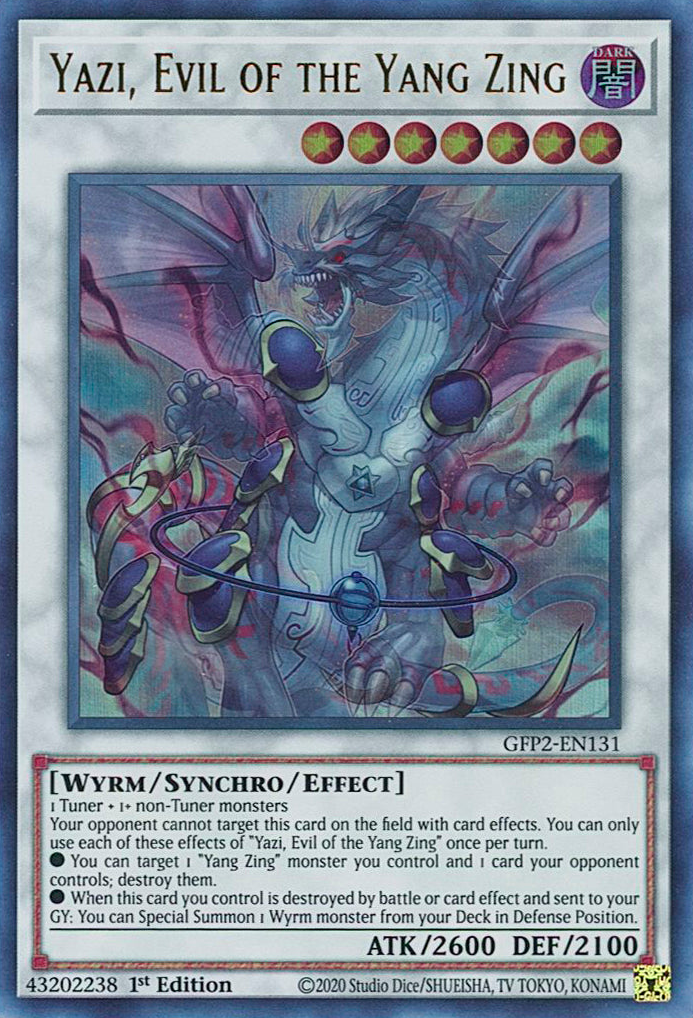 Yazi, Evil of the Yang Zing
DARK
闇
GFP2-EN131
[Wyrm/Synchro/Effect]
1 Tuner + 1+ non-Tuner monsters
Your opponent cannot target this card on the field with card effects. You can only
use each of these effects of "Yazi, Evil of the Yang Zing" once per turn.
● You can target 1 "Yang Zing" monster you control and 1 card your opponent
controls; destroy them.
● When this card you control is destroyed by battle or card effect and sent to your
GY: You can Special Summon 1 Wyrm monster from your Deck in Defense Position.
ATK/2600 DEF/2100
43202238 1st Edition ©2020 Studio Dice/SHUEISHA, TV TOKYO, KONAMI